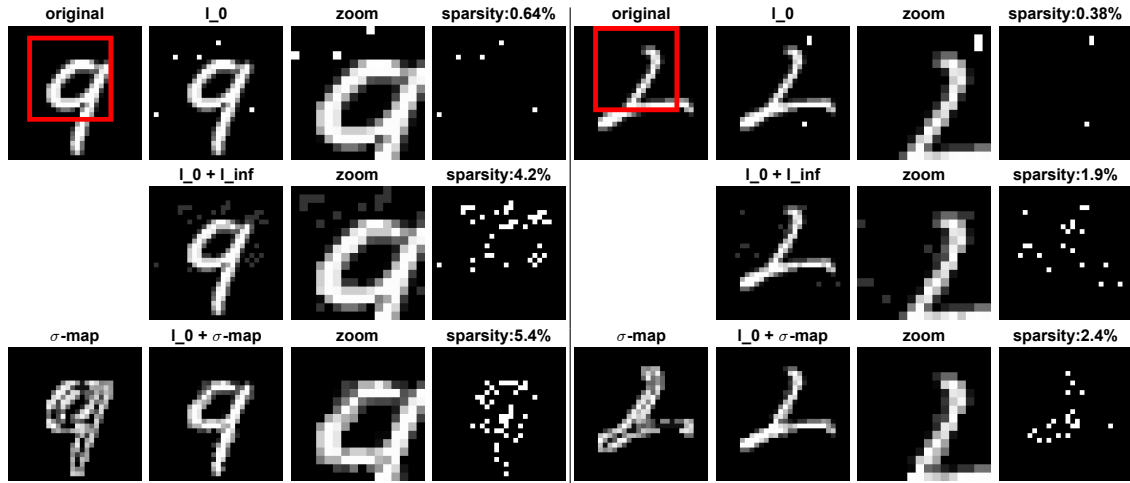 original l_0 zoom sparsity:0.64% original l_0 zoom sparsity:0.38%
l_0 + l_inf zoom sparsity:4.2% l_0 + l_inf zoom sparsity:1.9%
σ-map l_0 + σ-map zoom sparsity:5.4% σ-map l_0 + σ-map zoom sparsity:2.4%